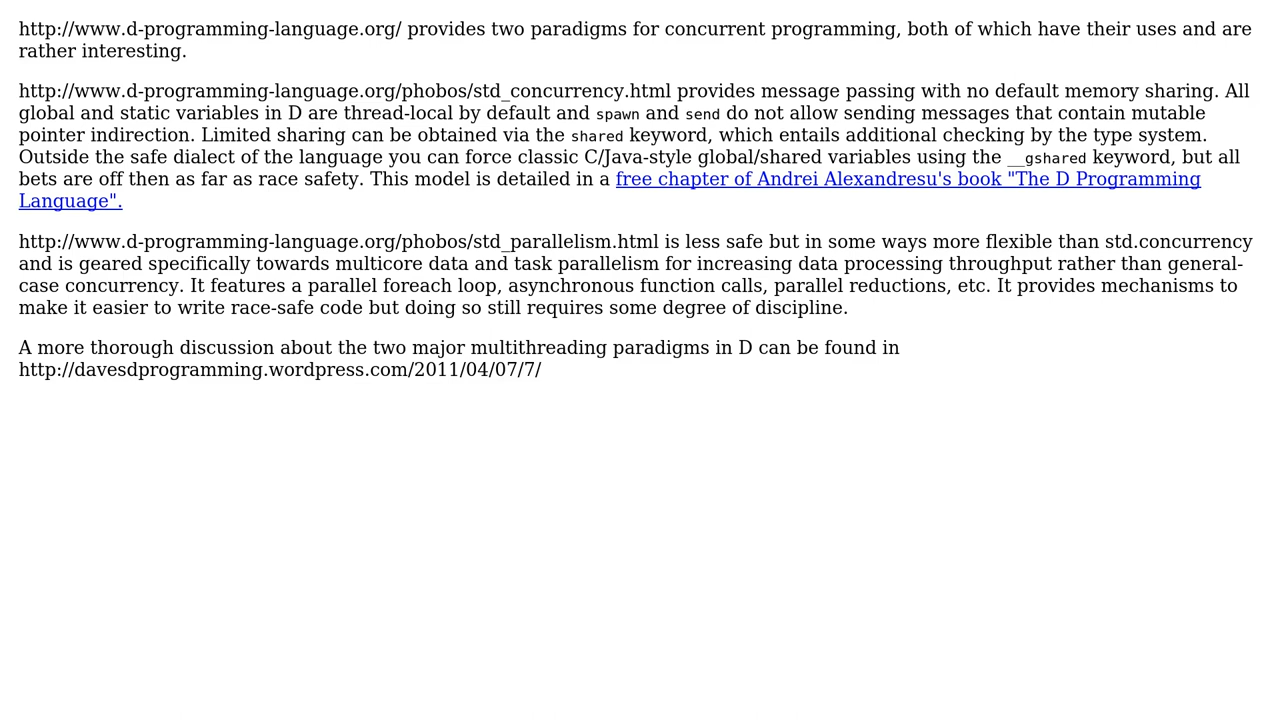 http://www.d-programming-language.org/ provides two paradigms for concurrent programming, both of which have their uses and are
rather interesting.
http://www.d-programming-language.org/phobos/std_concurrency.html provides message passing with no default memory sharing. All
global and static variables in D are thread-local by default and spawn and send do not allow sending messages that contain mutable
pointer indirection. Limited sharing can be obtained via the shared keyword, which entails additional checking by the type system.
Outside the safe dialect of the language you can force classic C/Java-style global/shared variables using the __gshared keyword, but all
bets are off then as far as race safety. This model is detailed in a free chapter of Andrei Alexandresu's book "The D Programming
Language".
http://www.d-programming-language.org/phobos/std_parallelism.html is less safe but in some ways more flexible than std.concurrency
and is geared specifically towards multicore data and task parallelism for increasing data processing throughput rather than general-
case concurrency. It features a parallel foreach loop, asynchronous function calls, parallel reductions, etc. It provides mechanisms to
make it easier to write race-safe code but doing so still requires some degree of discipline.
A more thorough discussion about the two major multithreading paradigms in D can be found in
http://davesdprogramming.wordpress.com/2011/04/07/7/